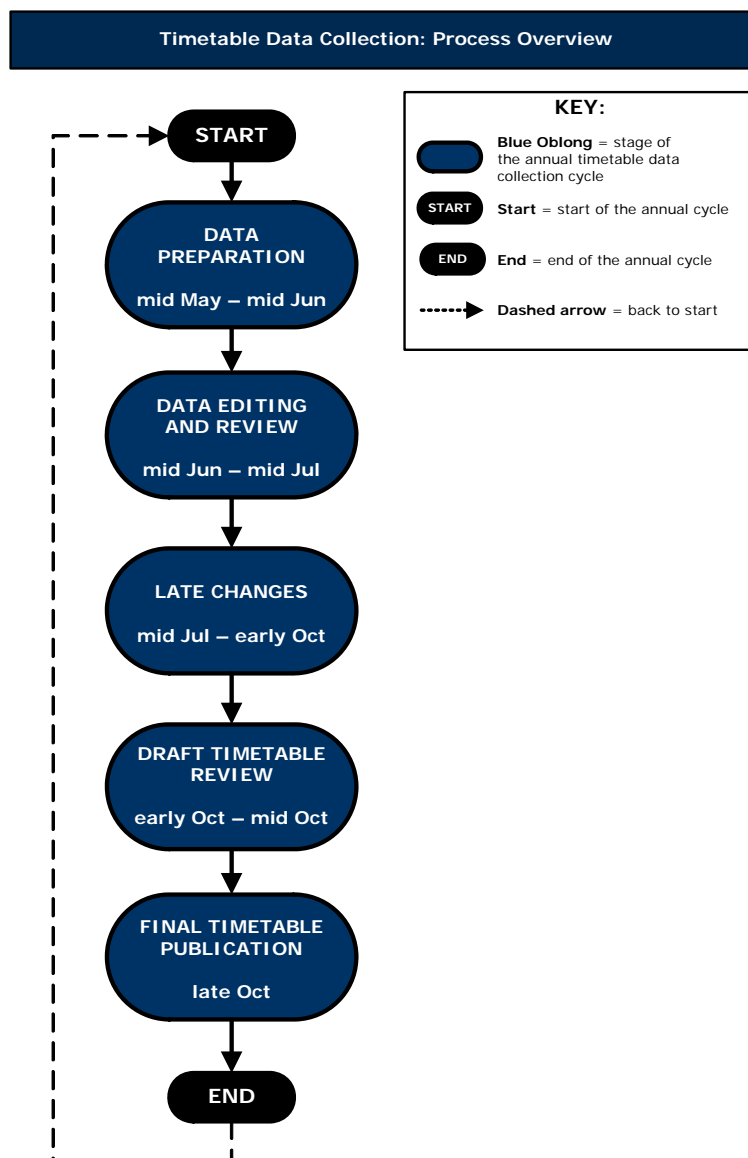 Timetable Data Collection: Process Overview
START
DATA
PREPARATION
mid May – mid Jun
DATA EDITING
AND REVIEW
mid Jun – mid Jul
LATE CHANGES
mid Jul – early Oct
DRAFT TIMETABLE
REVIEW
early Oct – mid Oct
FINAL TIMETABLE
PUBLICATION
late Oct
END
KEY:
Blue Oblong = stage of
the annual timetable data
collection cycle
START
Start = start of the annual cycle
END
End = end of the annual cycle
Dashed arrow = back to start